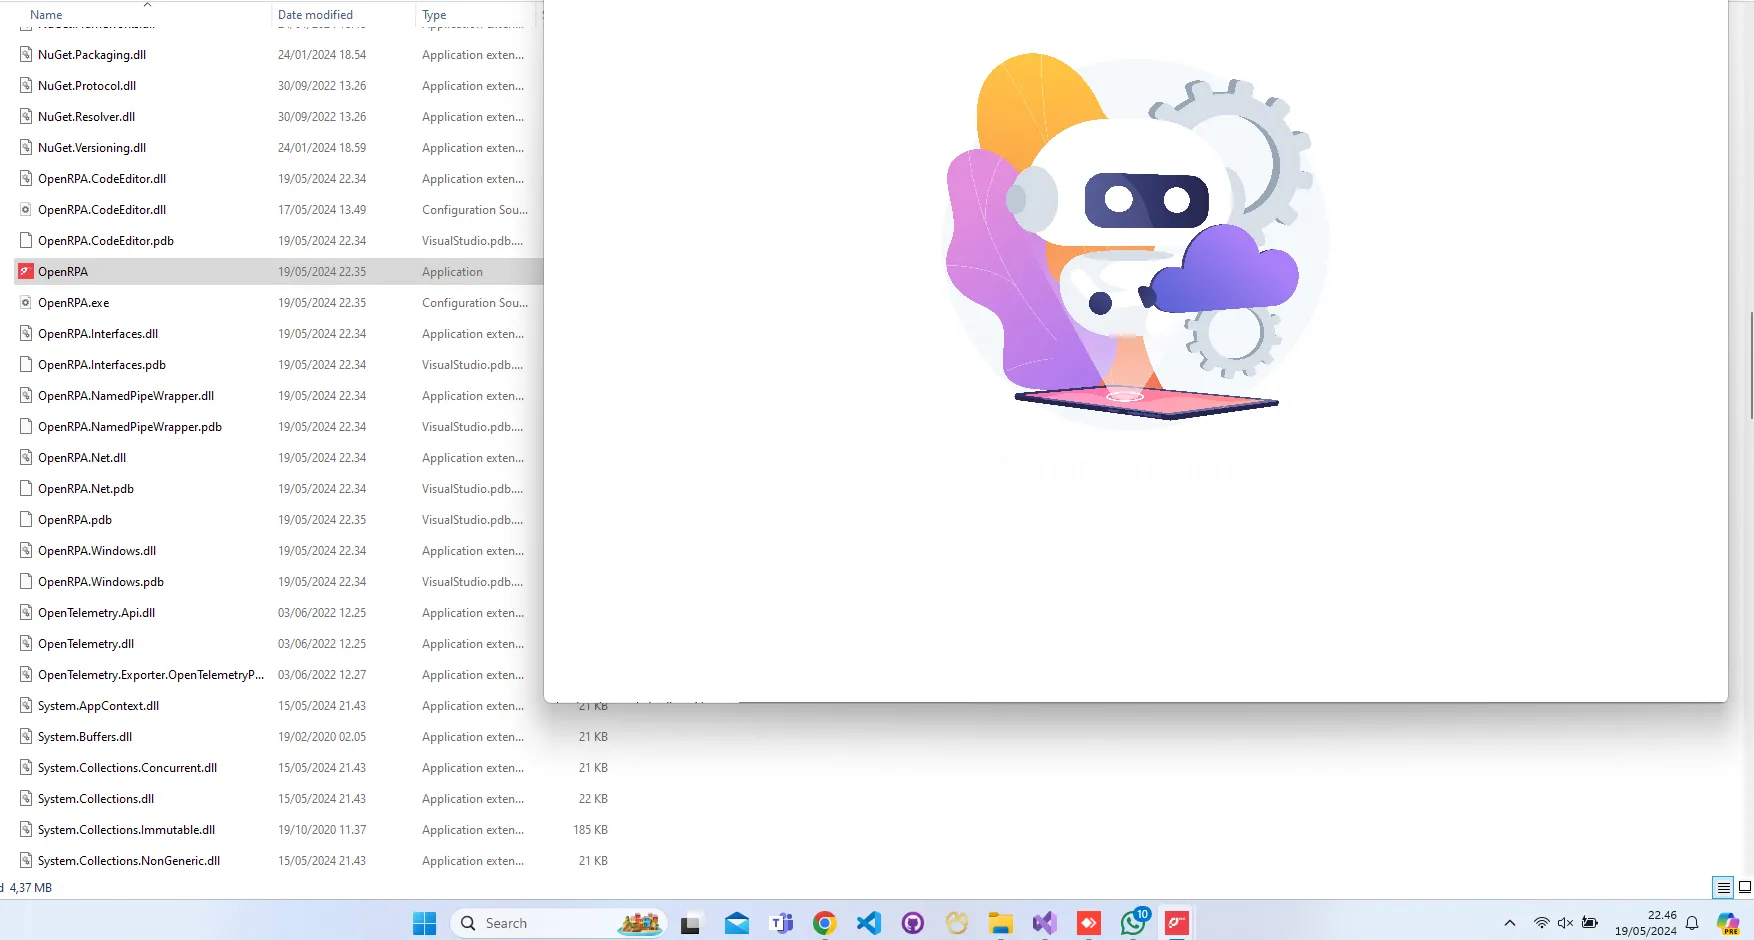 Name Date modified Type
NuGet.Packaging.dll 24/01/2024 18.54 Application exten...
NuGet.Protocol.dll 30/09/2022 13.26 Application exten...
NuGet.Resolver.dll 30/09/2022 13.26 Application exten...
NuGet.Versioning.dll 24/01/2024 18.59 Application exten...
OpenRPA.CodeEditor.dll 19/05/2024 22.34 Application exten...
OpenRPA.CodeEditor.dll 17/05/2024 13.49 Configuration Sou...
OpenRPA.CodeEditor.pdb 19/05/2024 22.34 VisualStudio.pdb....
OpenRPA 19/05/2024 22.35 Application
OpenRPA.exe 19/05/2024 22.35 Configuration Sou...
OpenRPA.Interfaces.dll 19/05/2024 22.34 Application exten...
OpenRPA.Interfaces.pdb 19/05/2024 22.34 VisualStudio.pdb....
OpenRPA.NamedPipeWrapper.dll 19/05/2024 22.34 Application exten...
OpenRPA.NamedPipeWrapper.pdb 19/05/2024 22.34 VisualStudio.pdb....
OpenRPA.Net.dll 19/05/2024 22.34 Application exten...
OpenRPA.Net.pdb 19/05/2024 22.34 VisualStudio.pdb....
OpenRPA.pdb 19/05/2024 22.35 VisualStudio.pdb....
OpenRPA.Windows.dll 19/05/2024 22.34 Application exten...
OpenRPA.Windows.pdb 19/05/2024 22.34 VisualStudio.pdb....
OpenTelemetry.Api.dll 03/06/2022 12.25 Application exten...
OpenTelemetry.dll 03/06/2022 12.25 Application exten...
OpenTelemetry.Exporter.OpenTelemetryP... 03/06/2022 12.27 Application exten...
System.AppContext.dll 15/05/2024 21.43 Application exten... 21 KB
System.Buffers.dll 19/02/2020 02.05 Application exten... 21 KB
System.Collections.Concurrent.dll 15/05/2024 21.43 Application exten... 21 KB
System.Collections.dll 15/05/2024 21.43 Application exten... 22 KB
System.Collections.Immutable.dll 19/10/2020 11.37 Application exten... 185 KB
System.Collections.NonGeneric.dll 15/05/2024 21.43 Application exten... 21 KB
4,37 MB
Search 10 22.46
19/05/2024
PRE